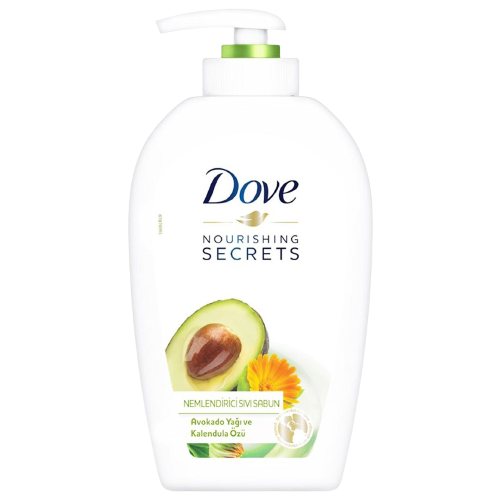 Dove
NOURISHING
SECRETS
NEMLENDİRİCİ SIVI SABUN
Avokado Yağı ve
Kalendula Özü